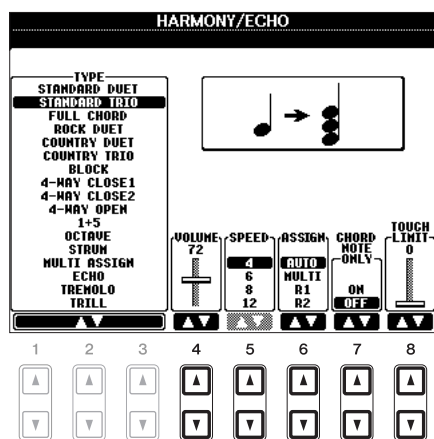 HARMONY/ECHO
TYPE
STANDARD DUET
STANDARD TRIO
FULL CHORD
ROCK DUET
COUNTRY DUET
COUNTRY TRIO
BLOCK
4-WAY CLOSE1
4-WAY CLOSE2
4-WAY OPEN
1+5
OCTAVE
STRUM
MULTI ASSIGN
ECHO
TREMOLO
TRILL
VOLUME
72
SPEED
4
6
8
12
ASSIGN
AUTO
MULTI
R1
R2
CHORD
NOTE
ONLY
ON
OFF
TOUCH
LIMIT
0
1 2 3 4 5 6 7 8